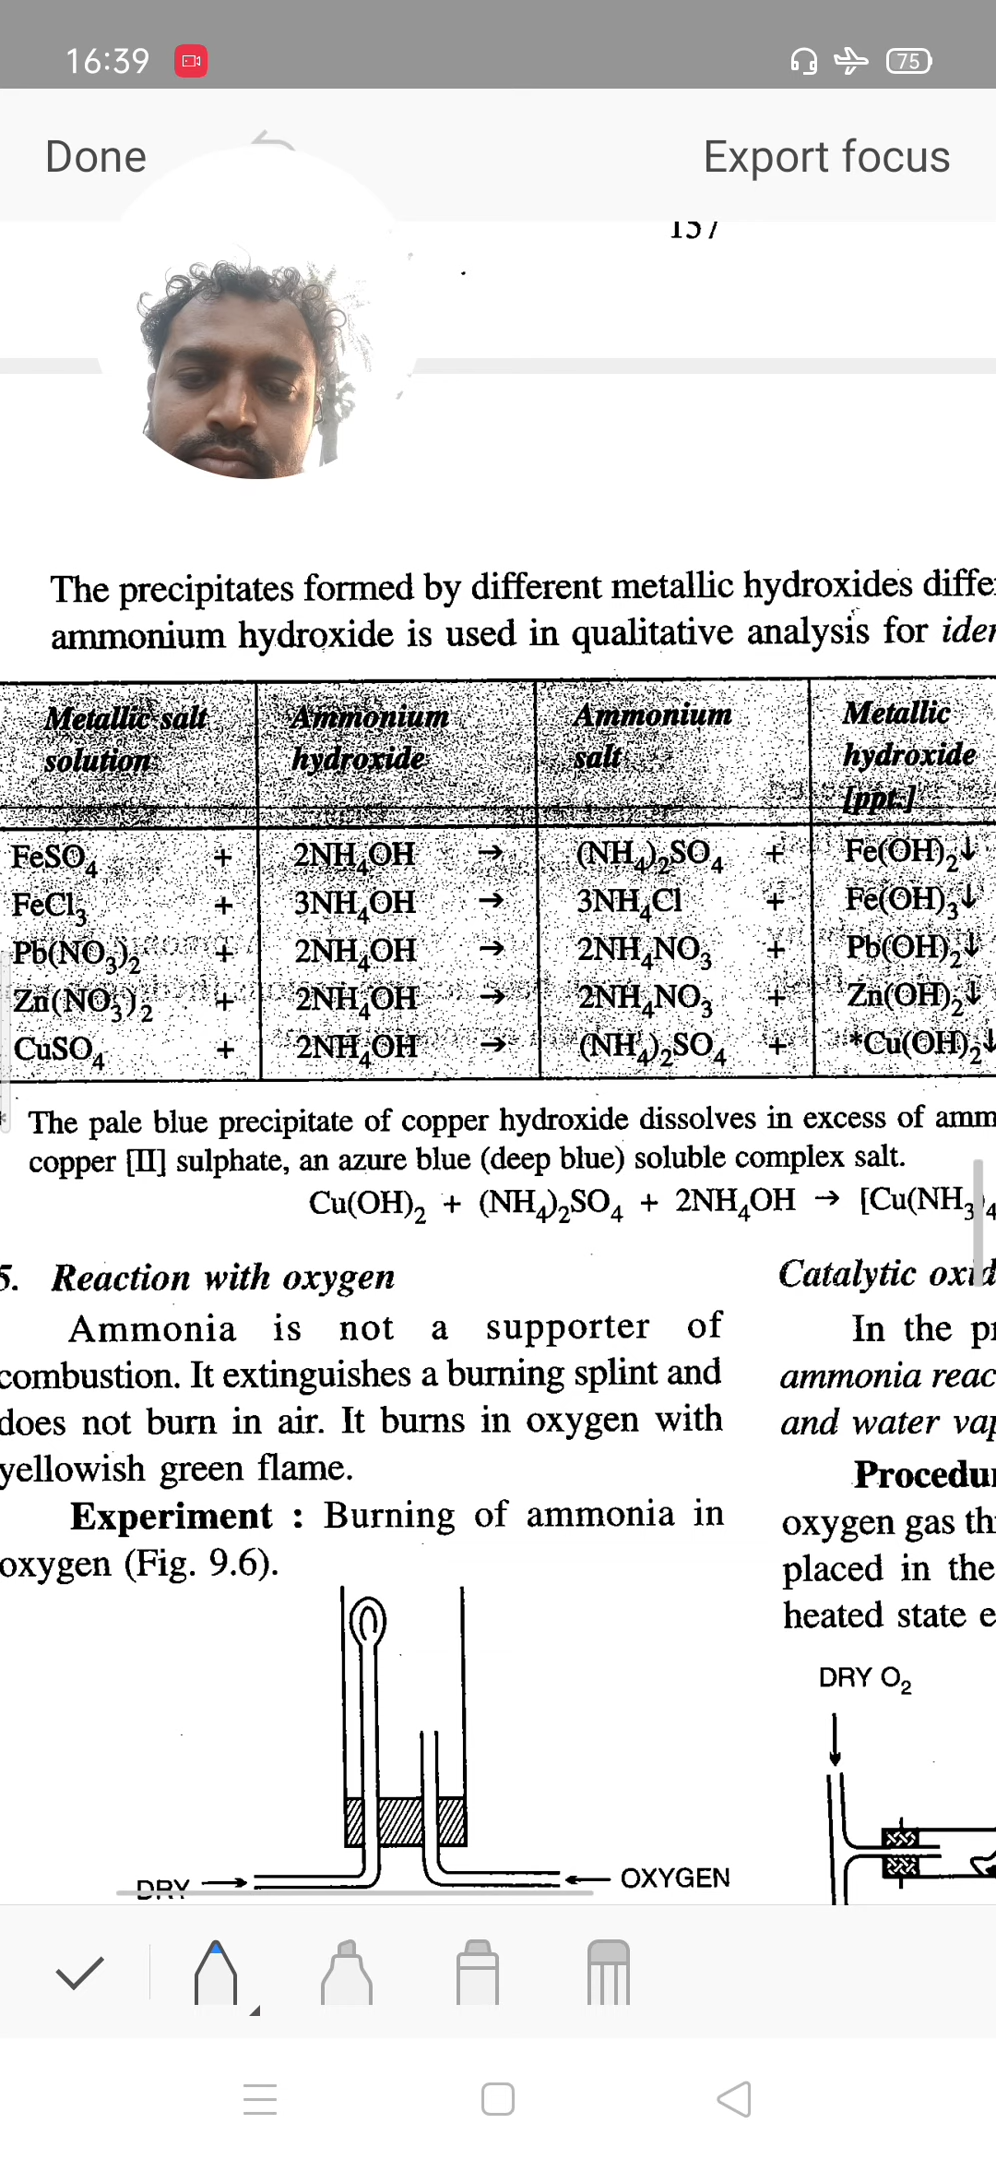 16:39
75
Done
Export focus
The precipitates formed by different metallic hydroxides diffe
ammonium hydroxide is used in qualitative analysis for iden
Metallic salt solution Ammonium hydroxide Ammonium salt Metallic hydroxide [ppt.]
FeSO₄ + 2NH₄OH → (NH₄)₂SO₄ + Fe(OH)₂↓
FeCl₃ + 3NH₄OH → 3NH₄Cl + Fe(OH)₃↓
Pb(NO₃)₂ + 2NH₄OH → 2NH₄NO₃ + Pb(OH)₂↓
Zn(NO₃)₂ + 2NH₄OH → 2NH₄NO₃ + Zn(OH)₂↓
CuSO₄ + 2NH₄OH → (NH₄)₂SO₄ + *Cu(OH)₂↓
* The pale blue precipitate of copper hydroxide dissolves in excess of amm
copper [II] sulphate, an azure blue (deep blue) soluble complex salt.
Cu(OH)₂ + (NH₄)₂SO₄ + 2NH₄OH → [Cu(NH₃)₄
5. Reaction with oxygen
Ammonia is not a supporter of
combustion. It extinguishes a burning splint and
does not burn in air. It burns in oxygen with
yellowish green flame.
Experiment : Burning of ammonia in
oxygen (Fig. 9.6).
DRY
OXYGEN
Catalytic oxid
In the pr
ammonia reac
and water vap
Procedu
oxygen gas th
placed in the
heated state e
DRY O₂